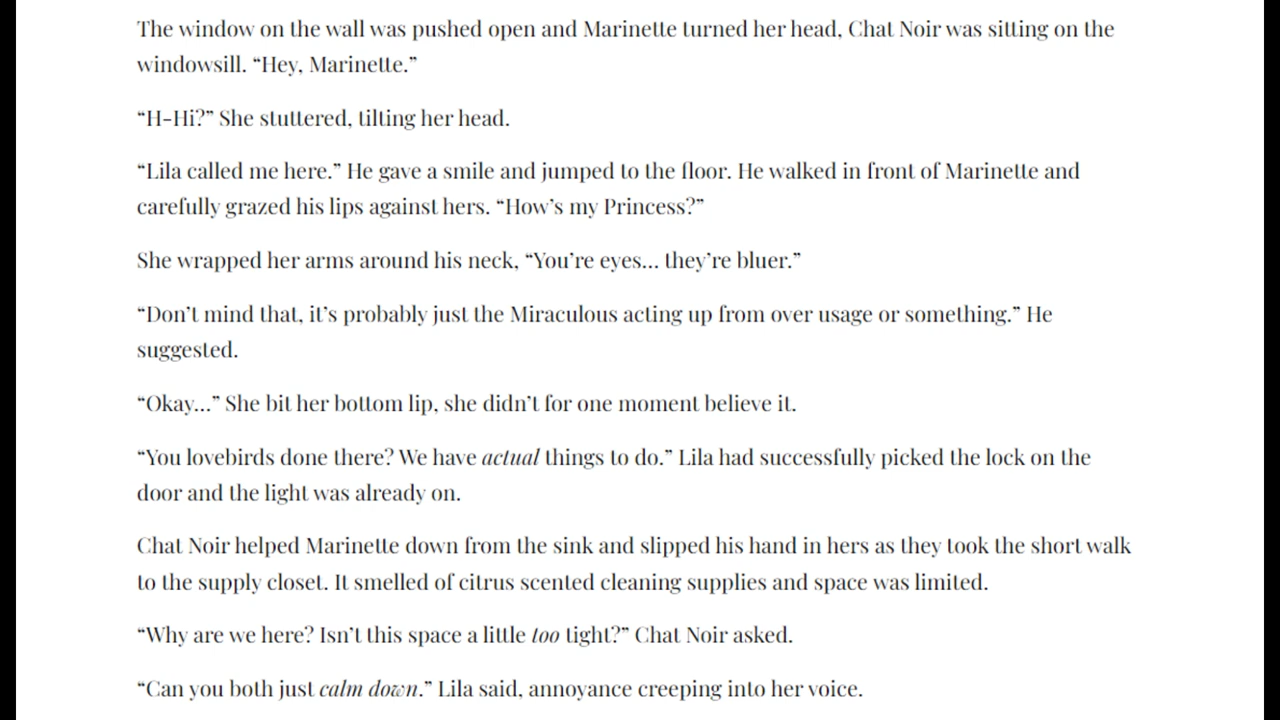 The window on the wall was pushed open and Marinette turned her head, Chat Noir was sitting on the
windowsill. “Hey, Marinette.”
“H-Hi?” She stuttered, tilting her head.
“Lila called me here.” He gave a smile and jumped to the floor. He walked in front of Marinette and
carefully grazed his lips against hers. “How’s my Princess?”
She wrapped her arms around his neck, “You’re eyes... they’re bluer.”
“Don’t mind that, it’s probably just the Miraculous acting up from over usage or something.” He
suggested.
“Okay...” She bit her bottom lip, she didn’t for one moment believe it.
“You lovebirds done there? We have actual things to do.” Lila had successfully picked the lock on the
door and the light was already on.
Chat Noir helped Marinette down from the sink and slipped his hand in hers as they took the short walk
to the supply closet. It smelled of citrus scented cleaning supplies and space was limited.
“Why are we here? Isn’t this space a little too tight?” Chat Noir asked.
“Can you both just calm down.” Lila said, annoyance creeping into her voice.